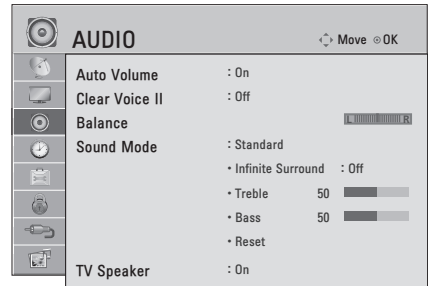 AUDIO Move OK
Auto Volume : On
Clear Voice II : Off
Balance L R
Sound Mode : Standard
• Infinite Surround : Off
• Treble 50
• Bass 50
• Reset
TV Speaker : On